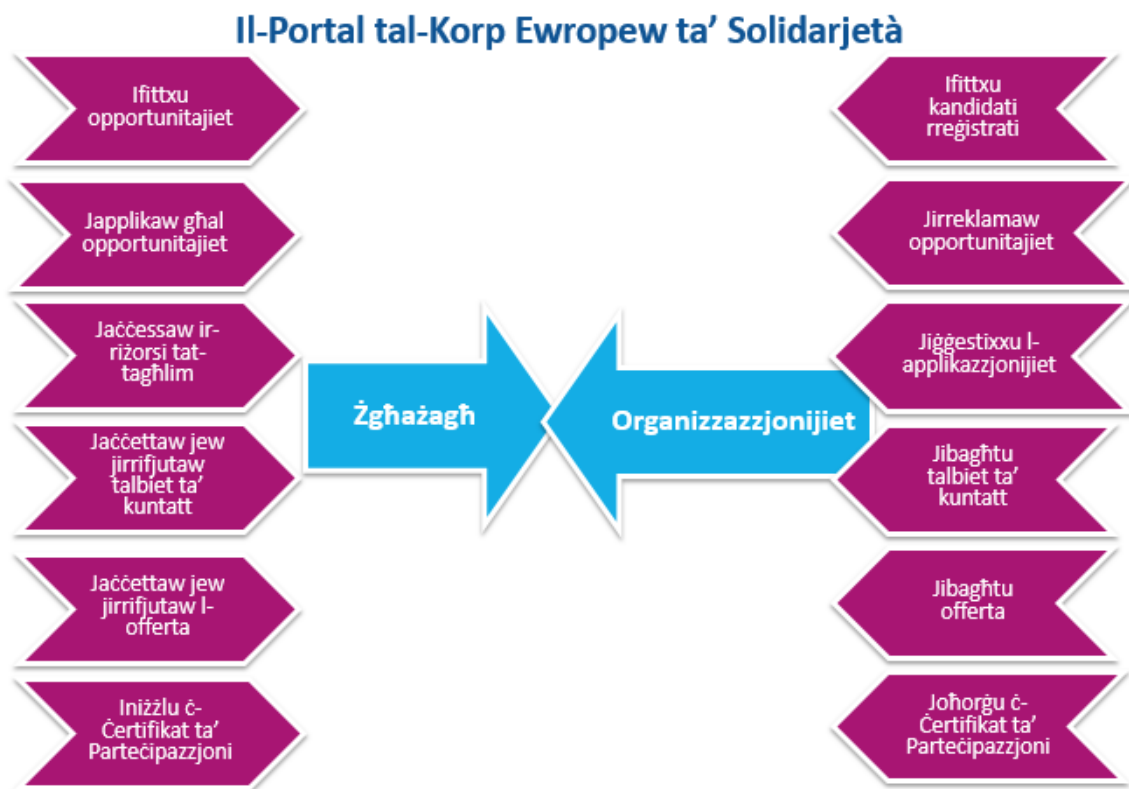 Il-Portal tal-Korp Ewropew ta’ Solidarjetà
Ifittxu
opportunitajiet
Japplikaw għal
opportunitajiet
Jaċċessaw ir-
riżorsi tat-
tagħlim
Jaċċettaw jew
jirrifjutaw
talbiet ta’
kuntatt
Jaċċettaw jew
jirrifjutaw l-
offerta
Iniżżlu ċ-
Ċertifikat ta’
Parteċipazzjoni
Żgħażagħ
Organizzazzjonijiet
Ifittxu
kandidati
rreġistrati
Jirreklamaw
opportunitajiet
Jiġġestixxu l-
applikazzjonijiet
Jibagħtu
talbiet ta’
kuntatt
Jibagħtu
offerta
Joħorġu ċ-
Ċertifikat ta’
Parteċipazzjoni